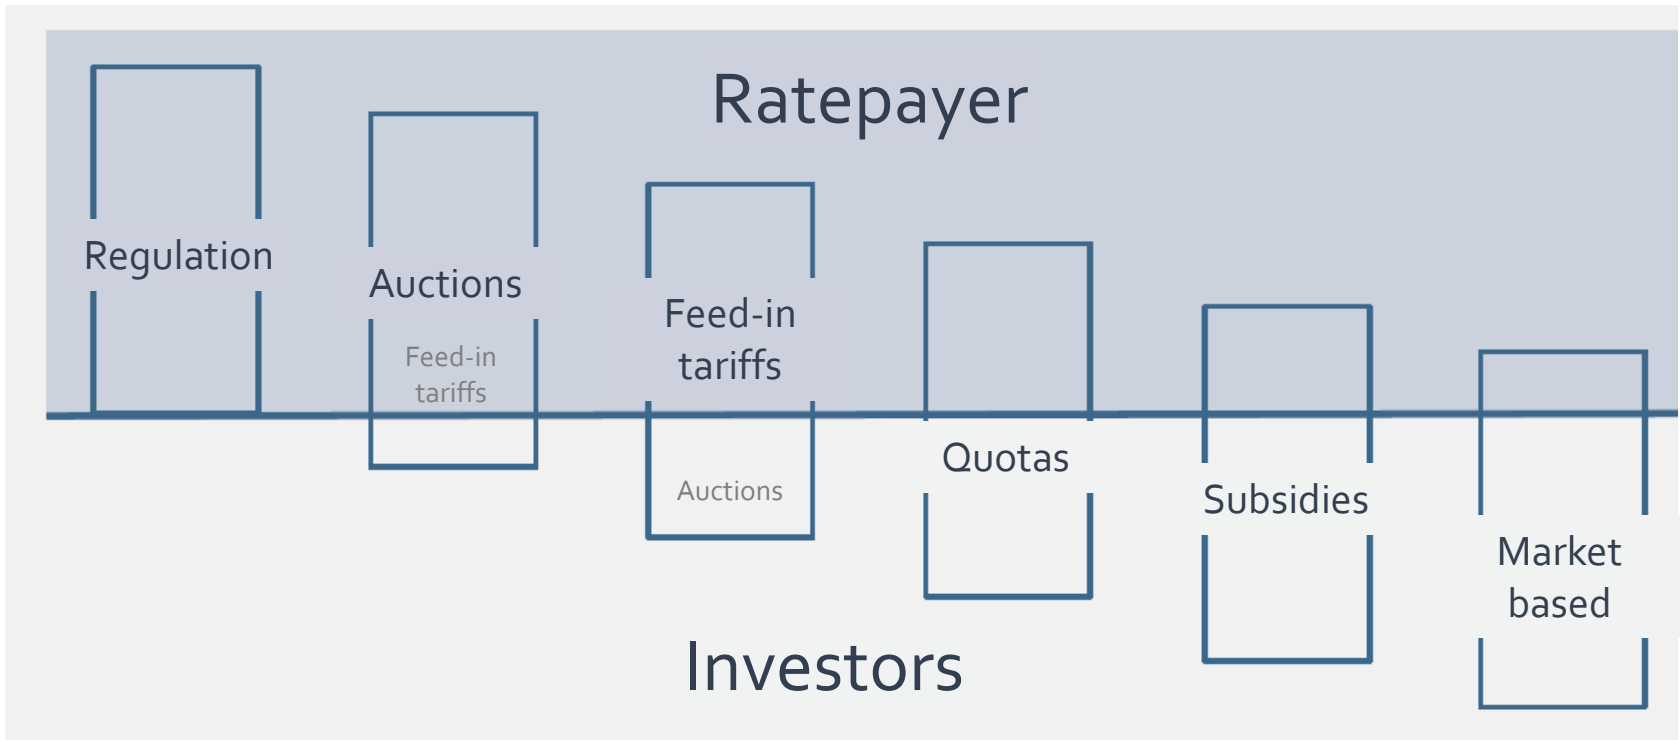 Ratepayer
Regulation
Auctions
Feed-in
tariffs
Feed-in
tariffs
Auctions
Quotas
Subsidies
Market
based
Investors